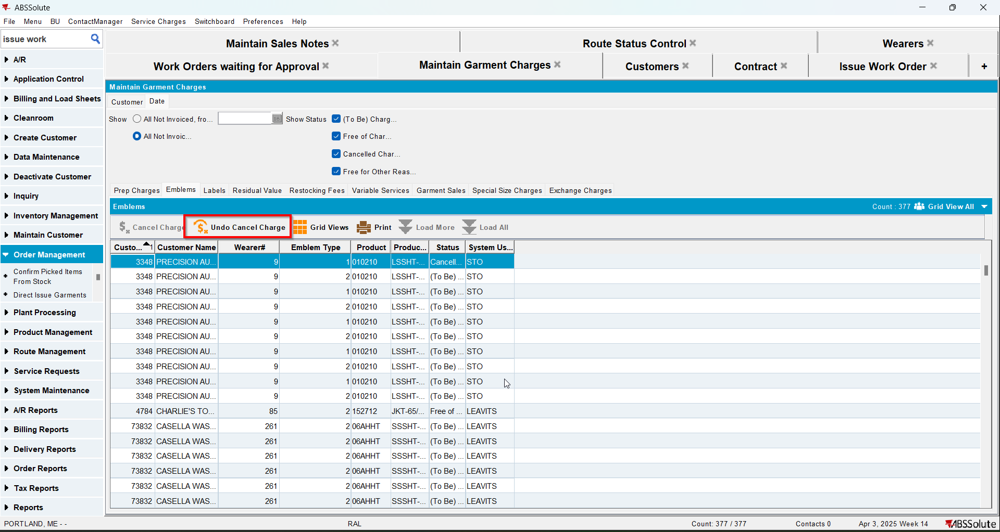 ABSSolute
File Menu BU ContactManager Service Charges Switchboard Preferences Help
issue work
A/R
Application Control
Billing and Load Sheets
Cleanroom
Create Customer
Data Maintenance
Deactivate Customer
Inquiry
Inventory Management
Maintain Customer
Order Management
Confirm Picked Items
From Stock
Direct Issue Garments
Plant Processing
Product Management
Route Management
Service Requests
System Maintenance
A/R Reports
Billing Reports
Delivery Reports
Order Reports
Tax Reports
Reports
Maintain Sales Notes Route Status Control Wearers
Work Orders waiting for Approval Maintain Garment Charges Customers Contract Issue Work Order +
Maintain Garment Charges
Customer Date
Show All Not Invoiced, fro... 16 Show Status (To Be) Charg...
All Not Invoic... Free of Char...
Cancelled Char...
Free for Other Reas...
Prep Charges Emblems Labels Residual Value Restocking Fees Variable Services Garment Sales Special Size Charges Exchange Charges
Emblems Count : 377 Grid View All
Cancel Charge Undo Cancel Charge Grid Views Print Load More Load All
Custo... 1 Customer Name Wearer# Emblem Type Product Produc... Status System Us...
3348 PRECISION AU... 9 1 010210 LSSHT-... Cancell... STO
3348 PRECISION AU... 9 2 010210 LSSHT-... (To Be) ... STO
3348 PRECISION AU... 9 1 010210 LSSHT-... (To Be) ... STO
3348 PRECISION AU... 9 2 010210 LSSHT-... (To Be) ... STO
3348 PRECISION AU... 9 1 010210 LSSHT-... (To Be) ... STO
3348 PRECISION AU... 9 2 010210 LSSHT-... (To Be) ... STO
3348 PRECISION AU... 9 1 010210 LSSHT-... (To Be) ... STO
3348 PRECISION AU... 9 2 010210 LSSHT-... (To Be) ... STO
3348 PRECISION AU... 9 1 010210 LSSHT-... (To Be) ... STO
3348 PRECISION AU... 9 2 010210 LSSHT-... (To Be) ... STO
4784 CHARLIE'S TO... 85 2 152712 JKT-65/... Free of ... LEAVITS
73832 CASELLA WAS... 261 2 06AHHT SSSHT-... (To Be) ... LEAVITS
73832 CASELLA WAS... 261 2 06AHHT SSSHT-... (To Be) ... LEAVITS
73832 CASELLA WAS... 261 2 06AHHT SSSHT-... (To Be) ... LEAVITS
73832 CASELLA WAS... 261 2 06AHHT SSSHT-... (To Be) ... LEAVITS
73832 CASELLA WAS... 261 2 06AHHT SSSHT-... (To Be) ... LEAVITS
73832 CASELLA WAS... 261 2 06AHHT SSSHT-... (To Be) ... LEAVITS
PORTLAND, ME - - RAL Count: 377 / 377 Contacts 0 Apr 3, 2025 Week 14 ABSSolute